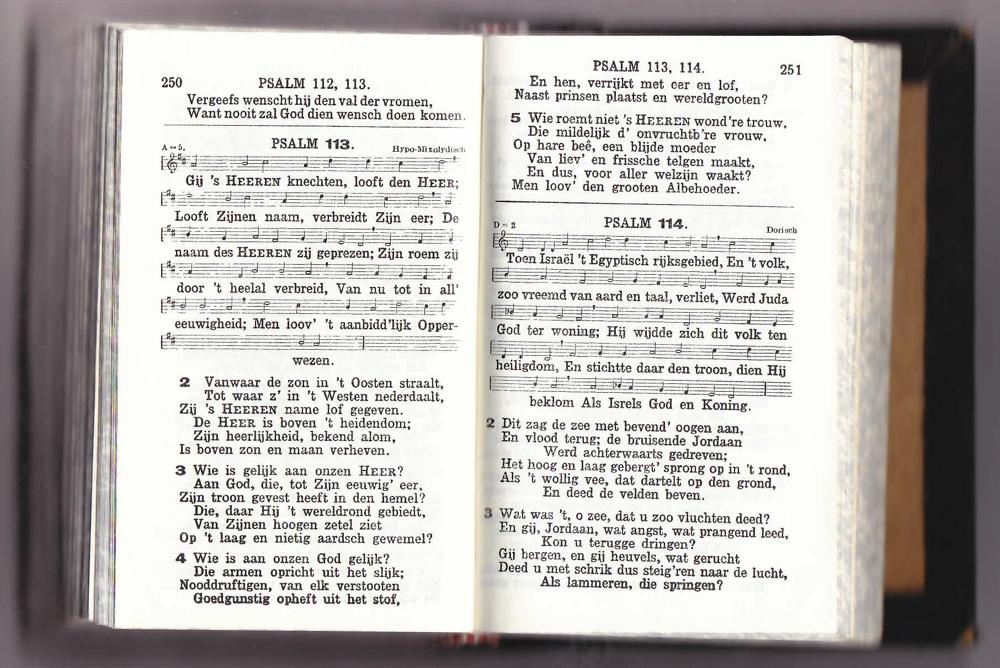 250 PSALM 112, 113.
Vergeefs wenscht hij den val der vromen,
Want nooit zal God dien wensch doen komen.
PSALM 113.
A = 5. Hypo-Mixolydisch
Gij 's HEEREN knechten, looft den HEER;
Looft Zijnen naam, verbreidt Zijn eer; De
naam des HEEREN zij geprezen; Zijn roem zij
door 't heelal verbreid, Van nu tot in all'
eeuwigheid; Men loov' 't aanbidd'lijk Opper-
wezen.
2 Vanwaar de zon in 't Oosten straalt,
Tot waar z' in 't Westen nederdaalt,
Zij 's HEEREN name lof gegeven.
De HEER is boven 't heidendom;
Zijn heerlijkheid, bekend alom,
Is boven zon en maan verheven.
3 Wie is gelijk aan onzen HEER?
Aan God, die, tot Zijn eeuwig' eer,
Zijn troon gevest heeft in den hemel?
Die, daar Hij 't wereldrond gebiedt,
Van Zijnen hoogen zetel ziet
Op 't laag en nietig aardsch gewemel?
4 Wie is aan onzen God gelijk?
Die armen opricht uit het slijk;
Nooddruftigen, van elk verstooten
Goedgunstig opheft uit het stof,
PSALM 113, 114. 251
En hen, verrijkt met eer en lof,
Naast prinsen plaatst en wereldgrooten?
5 Wie roemt niet 's HEEREN wond're trouw,
Die mildelijk d' onvruchtb're vrouw,
Op hare beê, een blijde moeder
Van liev' en frissche telgen maakt,
En dus, voor aller welzijn waakt?
Men loov' den grooten Albehoeder.
PSALM 114.
D = 2 Dorisch
Toen Israël 't Egyptisch rijksgebied, En 't volk,
zoo vreemd van aard en taal, verliet, Werd Juda
God ter woning; Hij wijdde zich dit volk ten
heiligdom, En stichtte daar den troon, dien Hij
beklom Als Isrels God en Koning.
2 Dit zag de zee met bevend' oogen aan,
En vlood terug; de bruisende Jordaan
Werd achterwaarts gedreven;
Het hoog en laag gebergt' sprong op in 't rond,
Als 't wollig vee, dat dartelt op den grond,
En deed de velden beven.
3 Wat was 't, o zee, dat u zoo vluchten deed?
En gij, Jordaan, wat angst, wat prangend leed,
Kon u terugge dringen?
Gij bergen, en gij heuvels, wat gerucht
Deed u met schrik dus steig'ren naar de lucht,
Als lammeren, die springen?